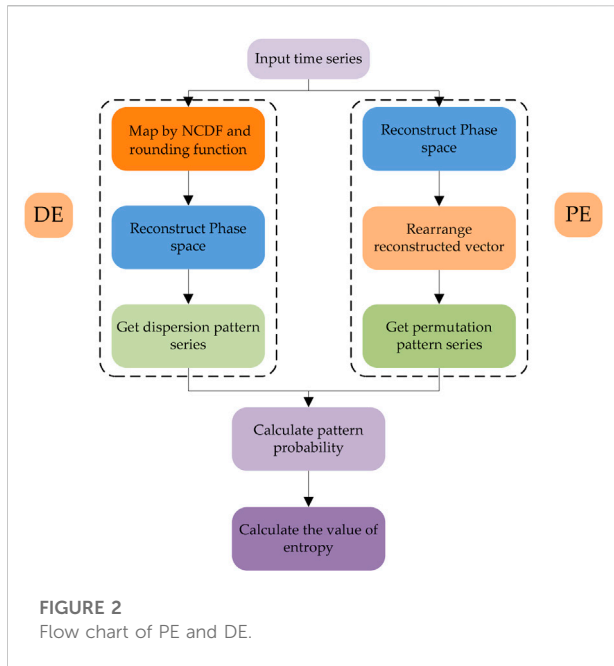 Input time series
Map by NCDF and
rounding function
Reconstruct Phase
space
DE
Reconstruct Phase
space
Rearrange
reconstructed vector
PE
Get dispersion pattern
series
Get permutation
pattern series
Calculate pattern
probability
Calculate the value of
entropy
FIGURE 2
Flow chart of PE and DE.